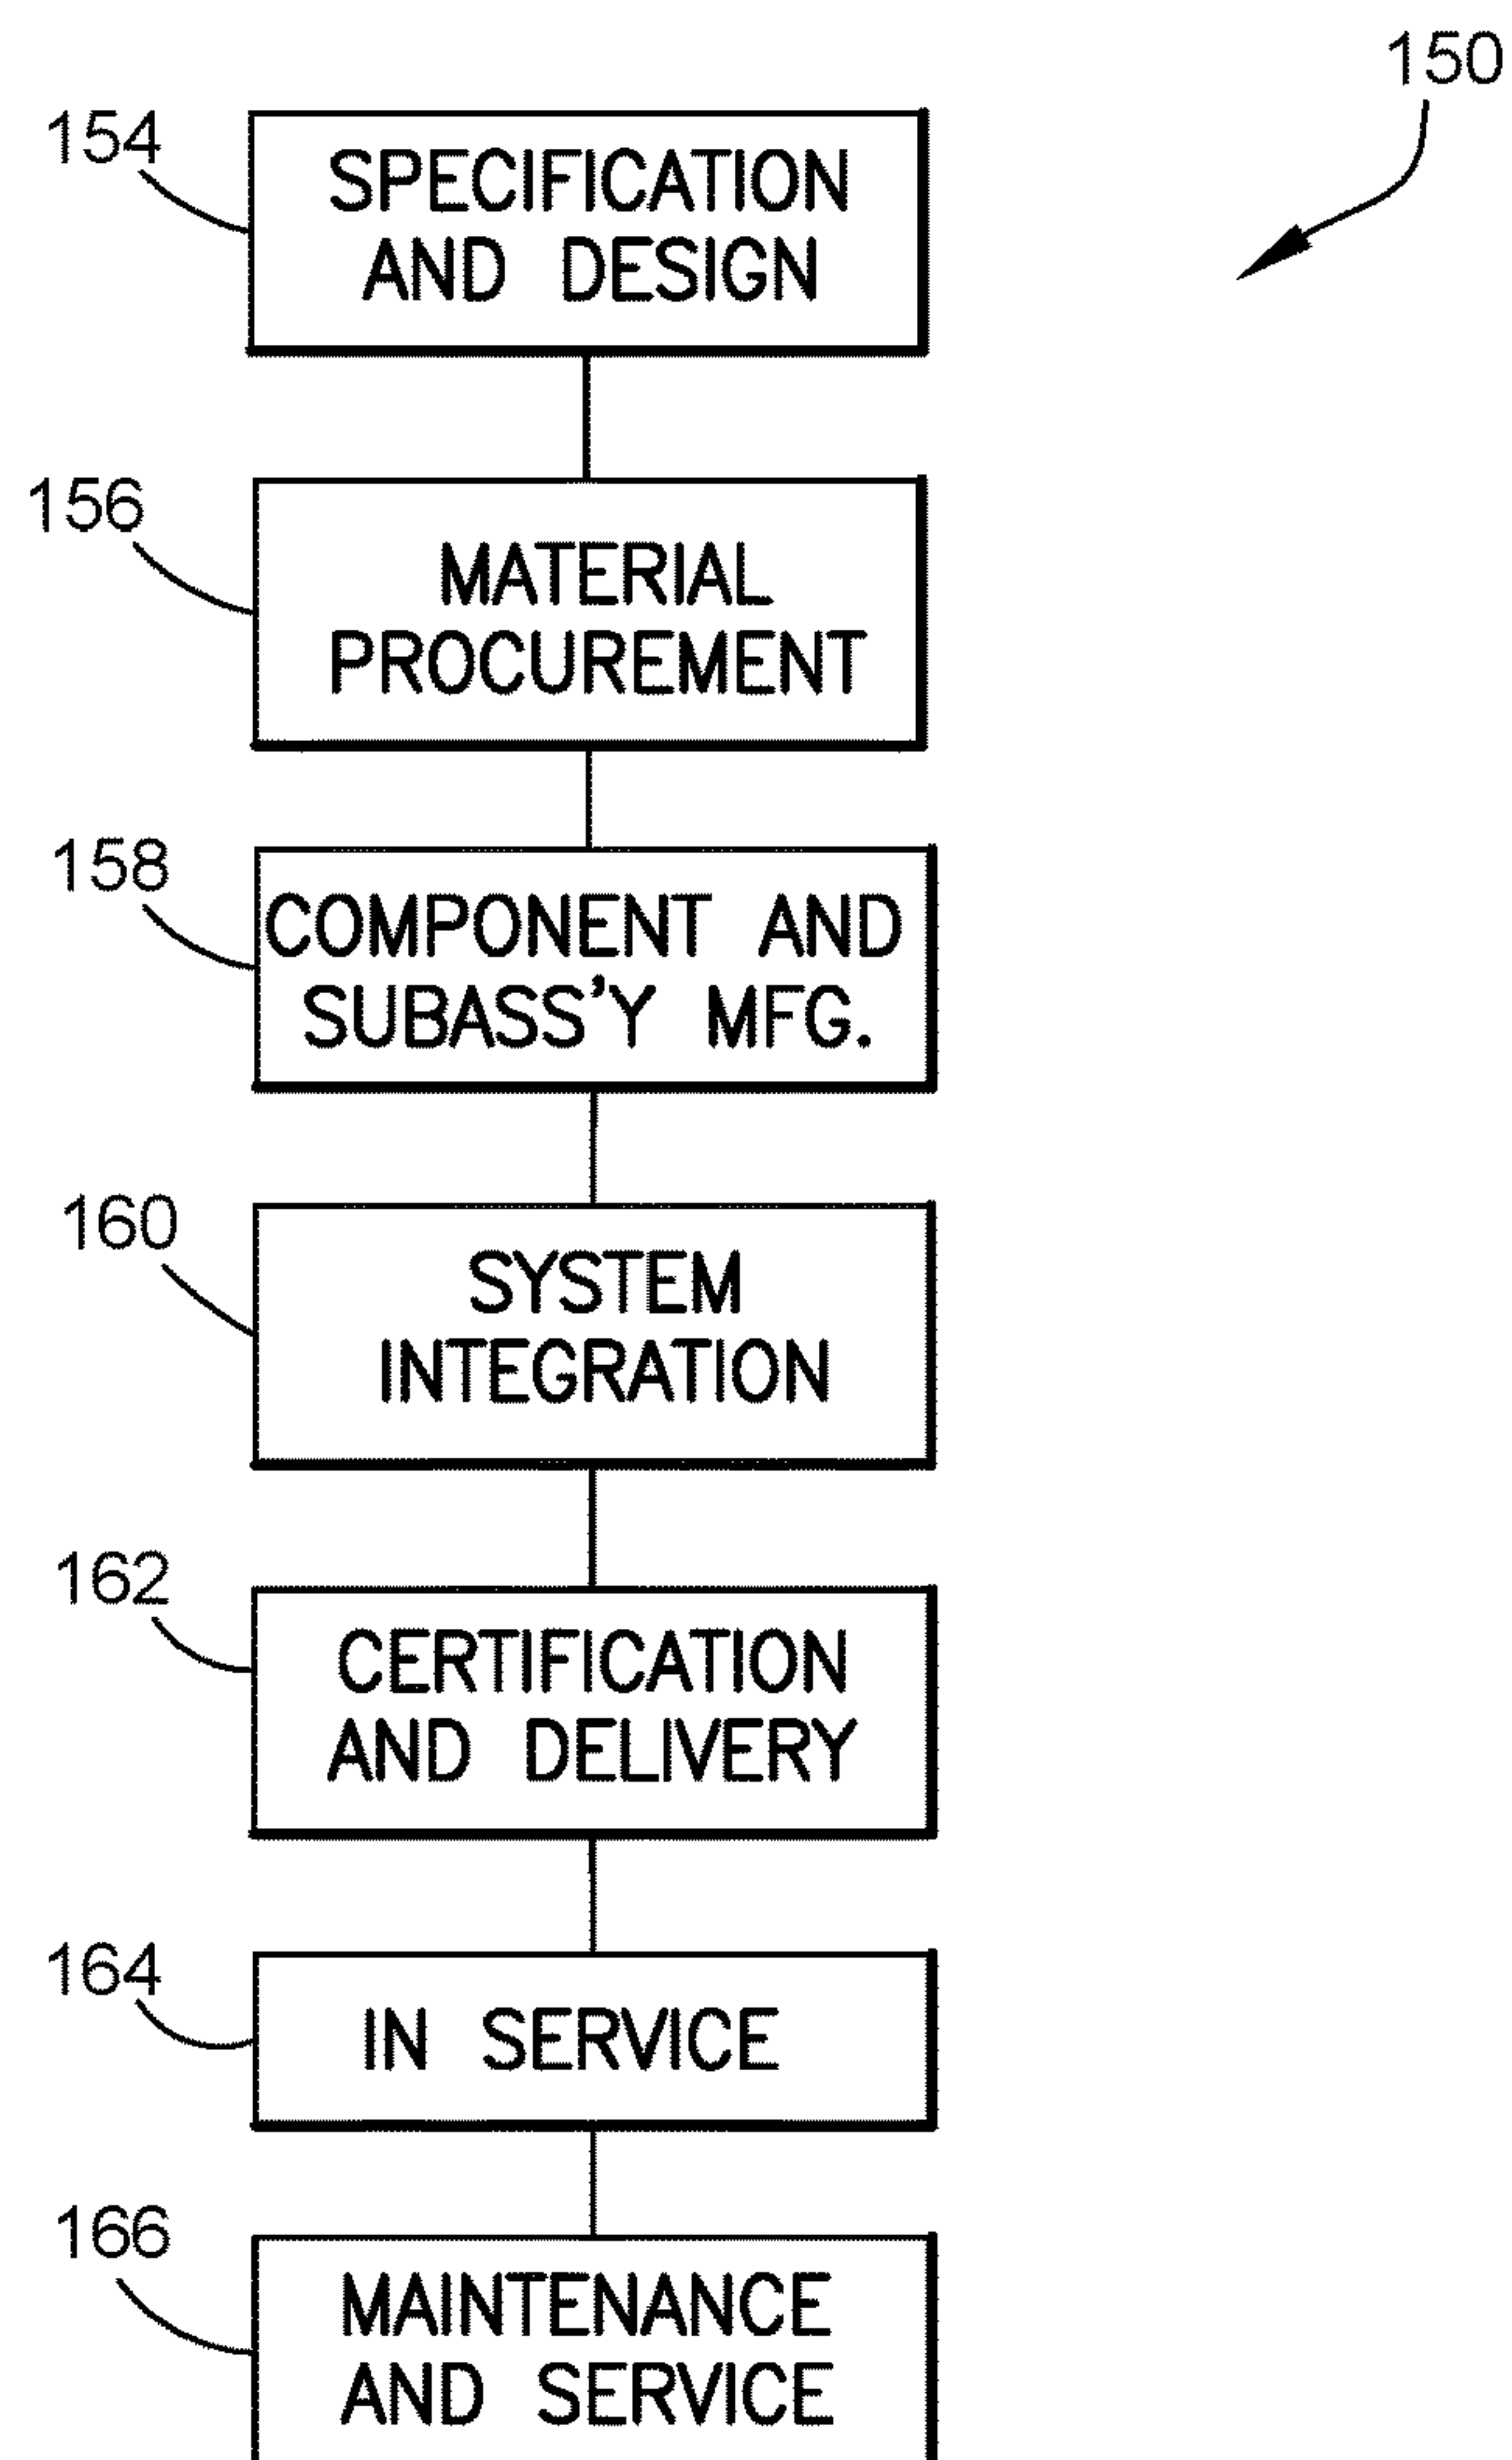 150
154
SPECIFICATION
AND DESIGN
156
MATERIAL
PROCUREMENT
158
COMPONENT AND
SUBASS'Y MFG.
160
SYSTEM
INTEGRATION
162
CERTIFICATION
AND DELIVERY
164
IN SERVICE
166
MAINTENANCE
AND SERVICE